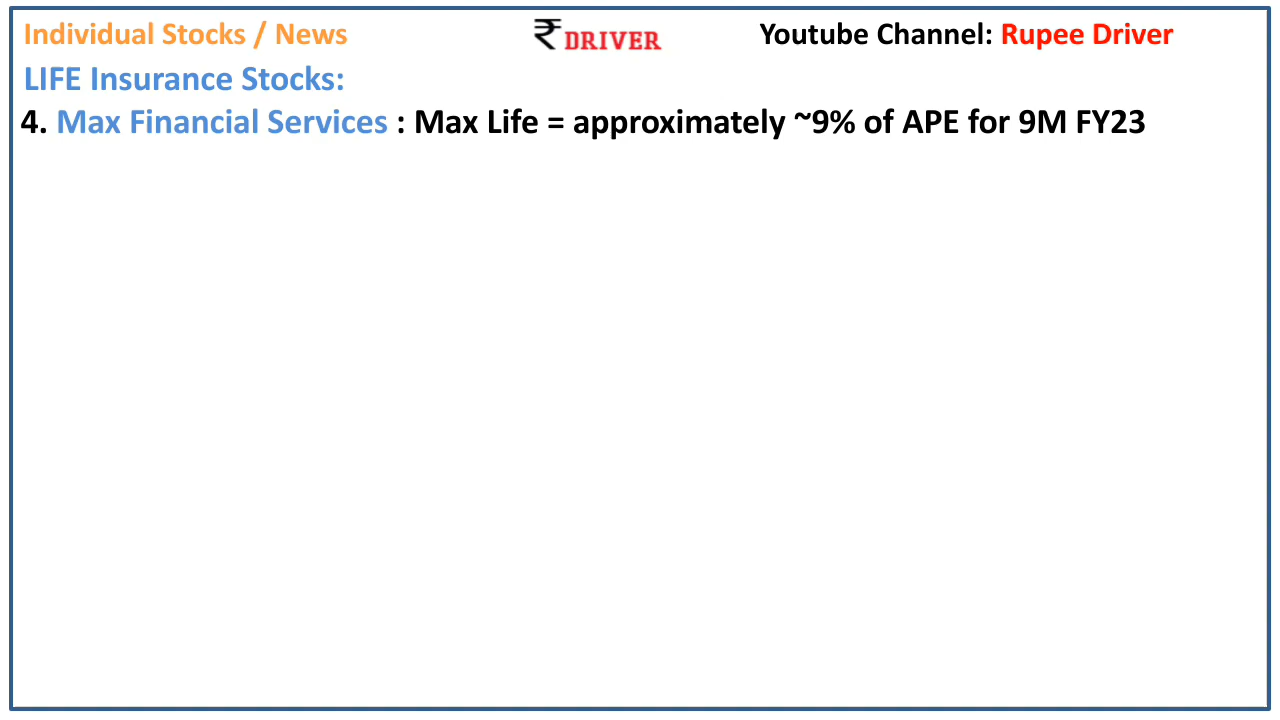 Individual Stocks / News
₹ DRIVER
Youtube Channel: Rupee Driver
LIFE Insurance Stocks:
4. Max Financial Services : Max Life = approximately ~9% of APE for 9M FY23